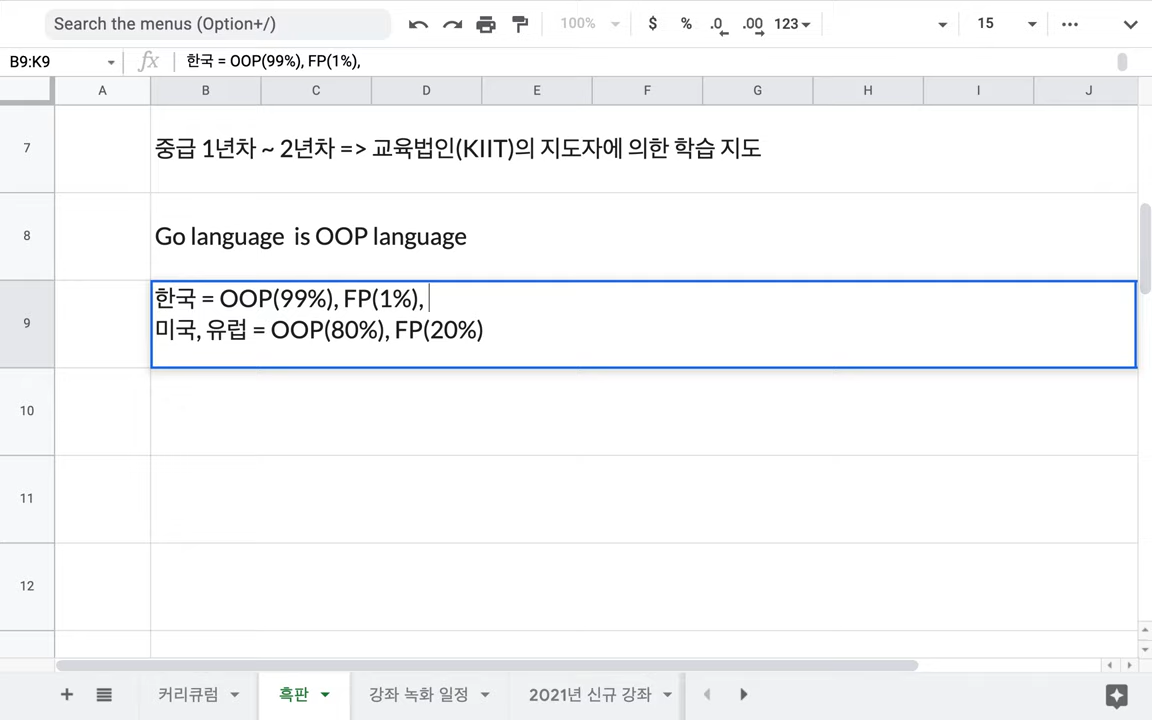 Search the menus (Option+/)
100%
$ % .0 .00 123
15
B9:K9
fx
한국 = OOP(99%), FP(1%),
A B C D E F G H I J
7
중급 1년차 ~ 2년차 => 교육법인(KIIT)의 지도자에 의한 학습 지도
8
Go language  is OOP language
9
한국 = OOP(99%), FP(1%),
미국, 유럽 = OOP(80%), FP(20%)
10
11
12
커리큐럼 흑판 강좌 녹화 일정 2021년 신규 강좌